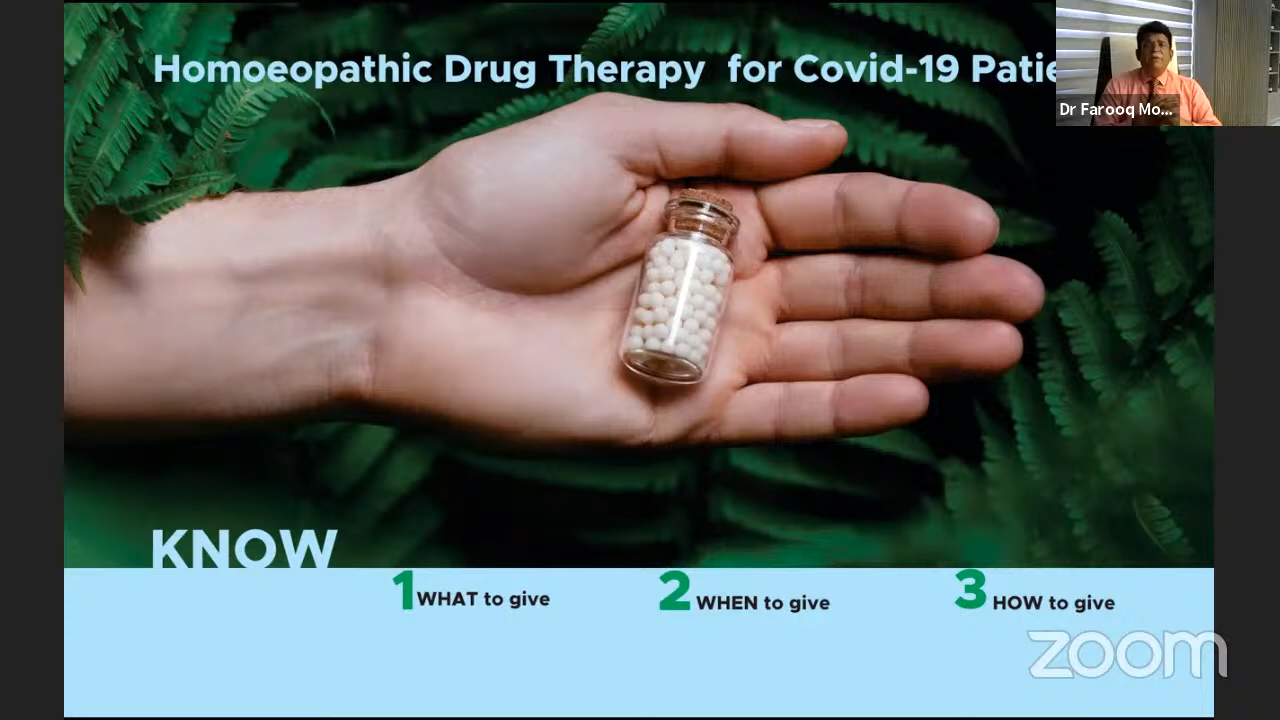 Homoeopathic Drug Therapy for Covid-19
Dr Farooq Mo...
KNOW
1 WHAT to give
2 WHEN to give
3 HOW to give
zoom